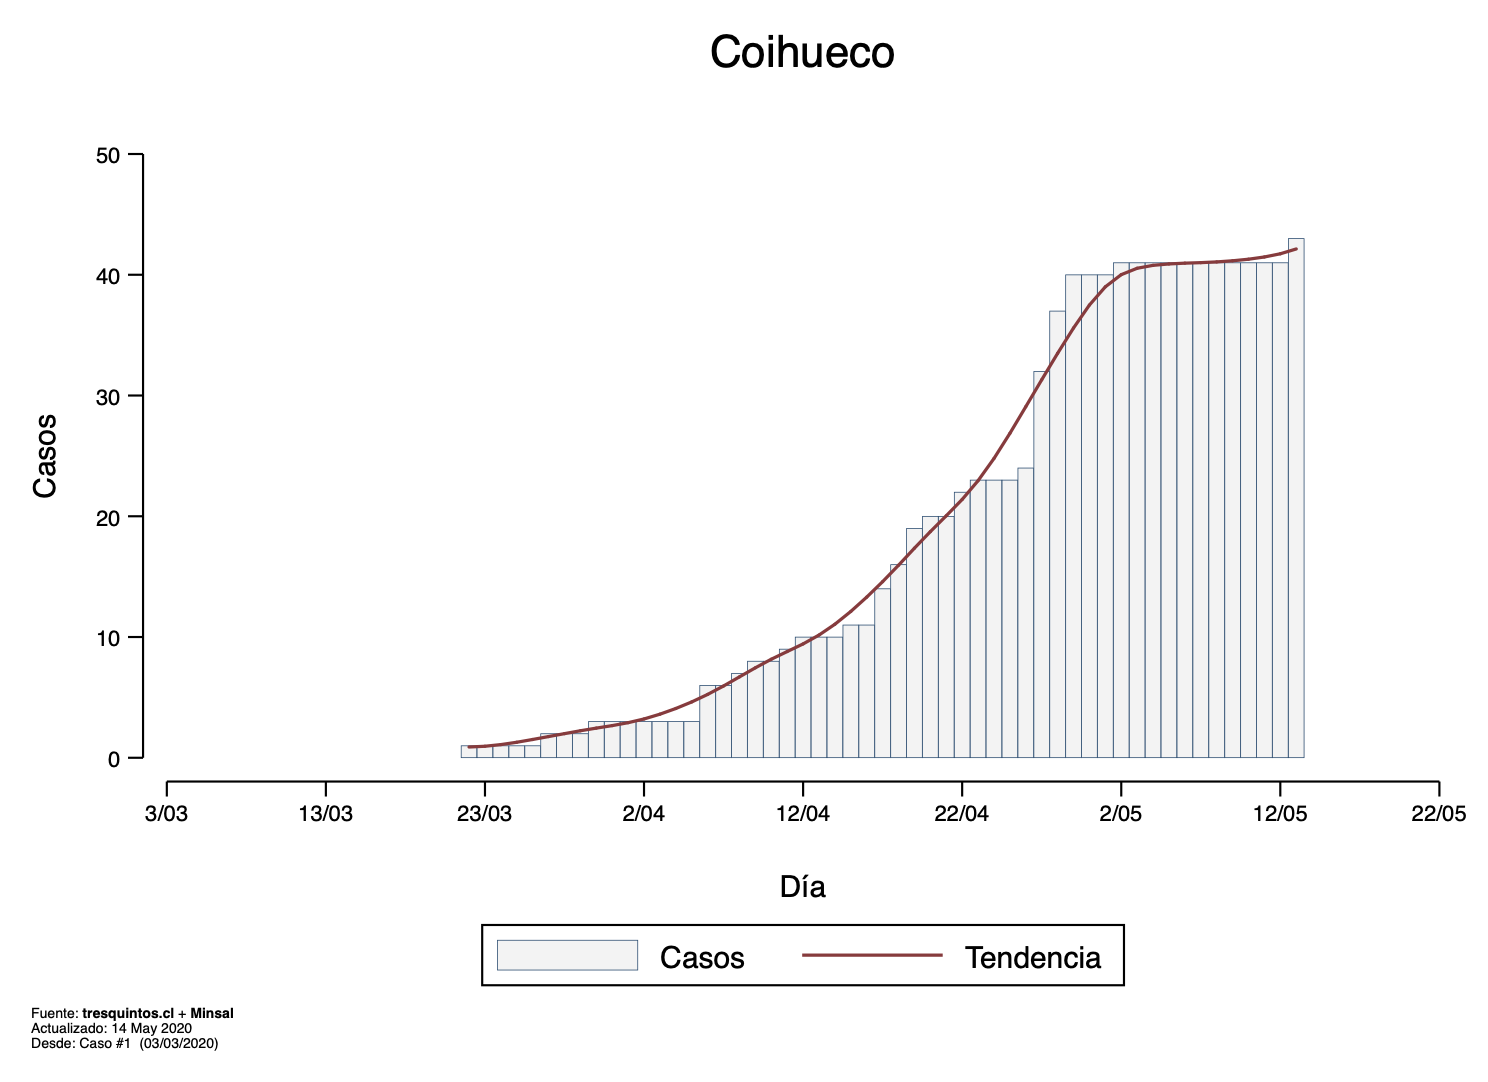 Coihueco
50
40
30
20
10
0
Casos
3/03 13/03 23/03 2/04 12/04 22/04 2/05 12/05 22/05
Día
Casos Tendencia
Fuente: tresquintos.cl + Minsal
Actualizado: 14 May 2020
Desde: Caso #1 (03/03/2020)